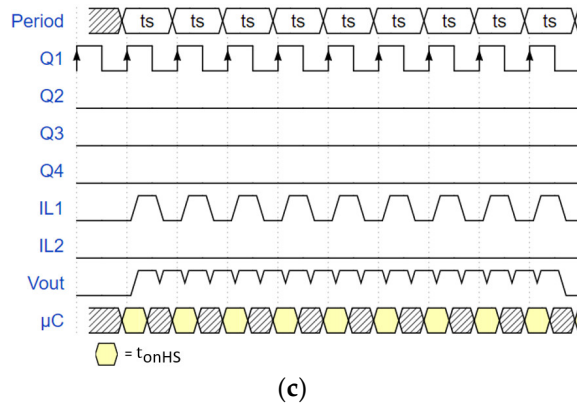 Period ts ts ts ts ts ts ts ts ts
Q1
Q2
Q3
Q4
IL1
IL2
Vout
μC
= tonHS
(c)